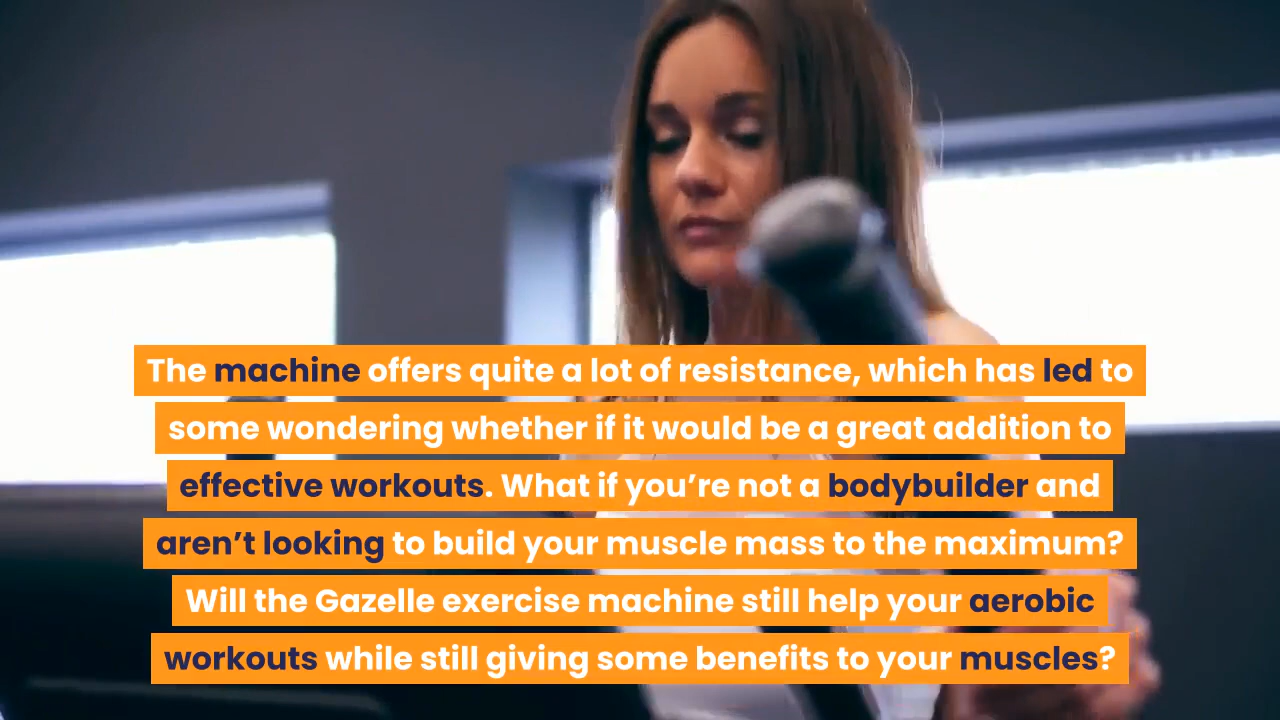 The machine offers quite a lot of resistance, which has led to
some wondering whether if it would be a great addition to
effective workouts. What if you’re not a bodybuilder and
aren’t looking to build your muscle mass to the maximum?
Will the Gazelle exercise machine still help your aerobic
workouts while still giving some benefits to your muscles?